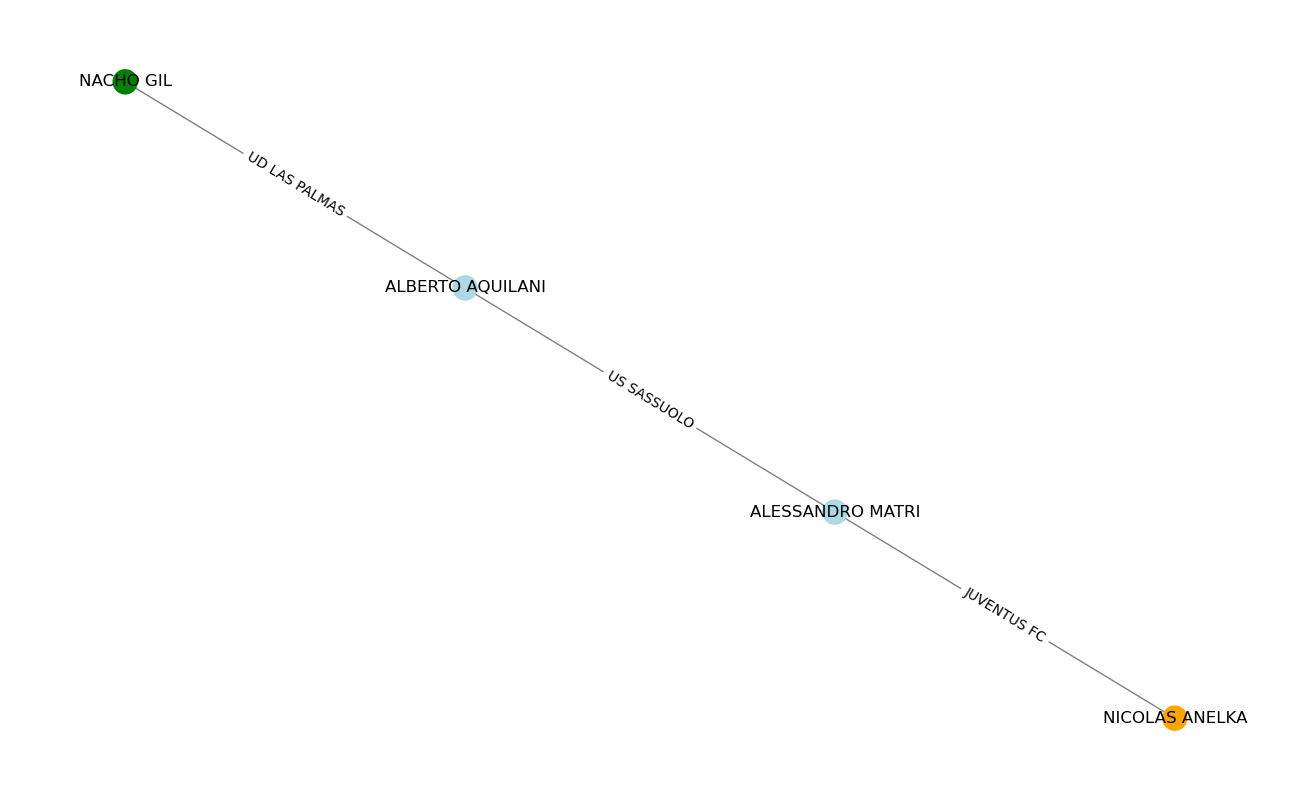 NACHO GIL
UD LAS PALMAS
ALBERTO AQUILANI
US SASSUOLO
ALESSANDRO MATRI
JUVENTUS FC
NICOLAS ANELKA